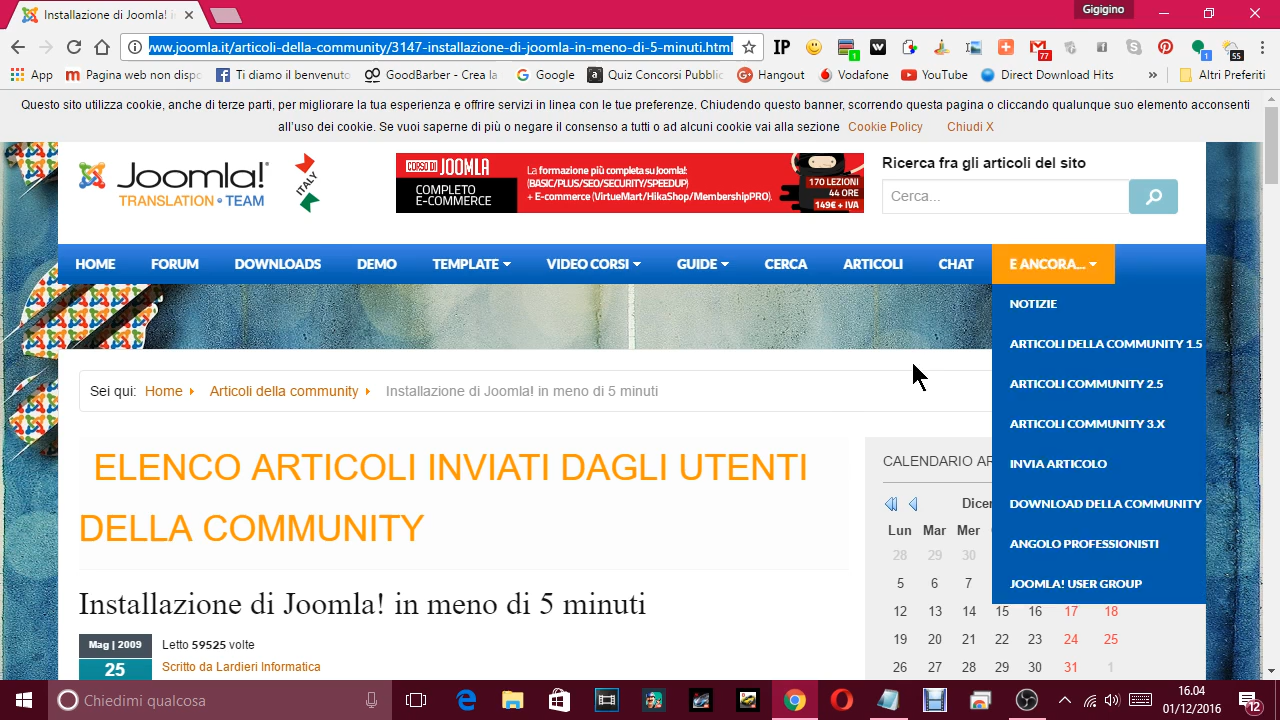 Installazione di Joomla! i
Gigigino
ww.joomla.it/articoli-della-community/3147-installazione-di-joomla-in-meno-di-5-minuti.html
IP
W
1
77
1
55
App
Pagina web non dispo
Ti diamo il benvenuto
GoodBarber - Crea la
Google
Quiz Concorsi Pubblic
Hangout
Vodafone
YouTube
Direct Download Hits
»
Altri Preferiti
Questo sito utilizza cookie, anche di terze parti, per migliorare la tua esperienza e offrire servizi in linea con le tue preferenze. Chiudendo questo banner, scorrendo questa pagina o cliccando qualunque suo elemento acconsenti
all'uso dei cookie. Se vuoi saperne di più o negare il consenso a tutti o ad alcuni cookie vai alla sezione Cookie Policy Chiudi X
Joomla!
TRANSLATION • TEAM
ITALY
CORSO DI JOOMLA
COMPLETO
E-COMMERCE
La formazione più completa su Joomla!
(BASIC/PLUS/SEO/SECURITY/SPEEDUP)
+ E-commerce (VirtueMart/HikaShop/MembershipPRO).
170 LEZIONI
44 ORE
149€ + IVA
Ricerca fra gli articoli del sito
Cerca...
HOME FORUM DOWNLOADS DEMO TEMPLATE VIDEO CORSI GUIDE CERCA ARTICOLI CHAT E ANCORA...
NOTIZIE
ARTICOLI DELLA COMMUNITY 1.5
ARTICOLI COMMUNITY 2.5
ARTICOLI COMMUNITY 3.X
INVIA ARTICOLO
DOWNLOAD DELLA COMMUNITY
ANGOLO PROFESSIONISTI
JOOMLA! USER GROUP
Sei qui: Home Articoli della community Installazione di Joomla! in meno di 5 minuti
ELENCO ARTICOLI INVIATI DAGLI UTENTI
DELLA COMMUNITY
Installazione di Joomla! in meno di 5 minuti
Mag | 2009
25
Letto 59525 volte
Scritto da Lardieri Informatica
CALENDARIO AR
Dicer
Lun Mar Mer
28 29 30
5 6 7
12 13 14 15 16 17 18
19 20 21 22 23 24 25
26 27 28 29 30 31 1
Chiedimi qualcosa
16.04
01/12/2016
12